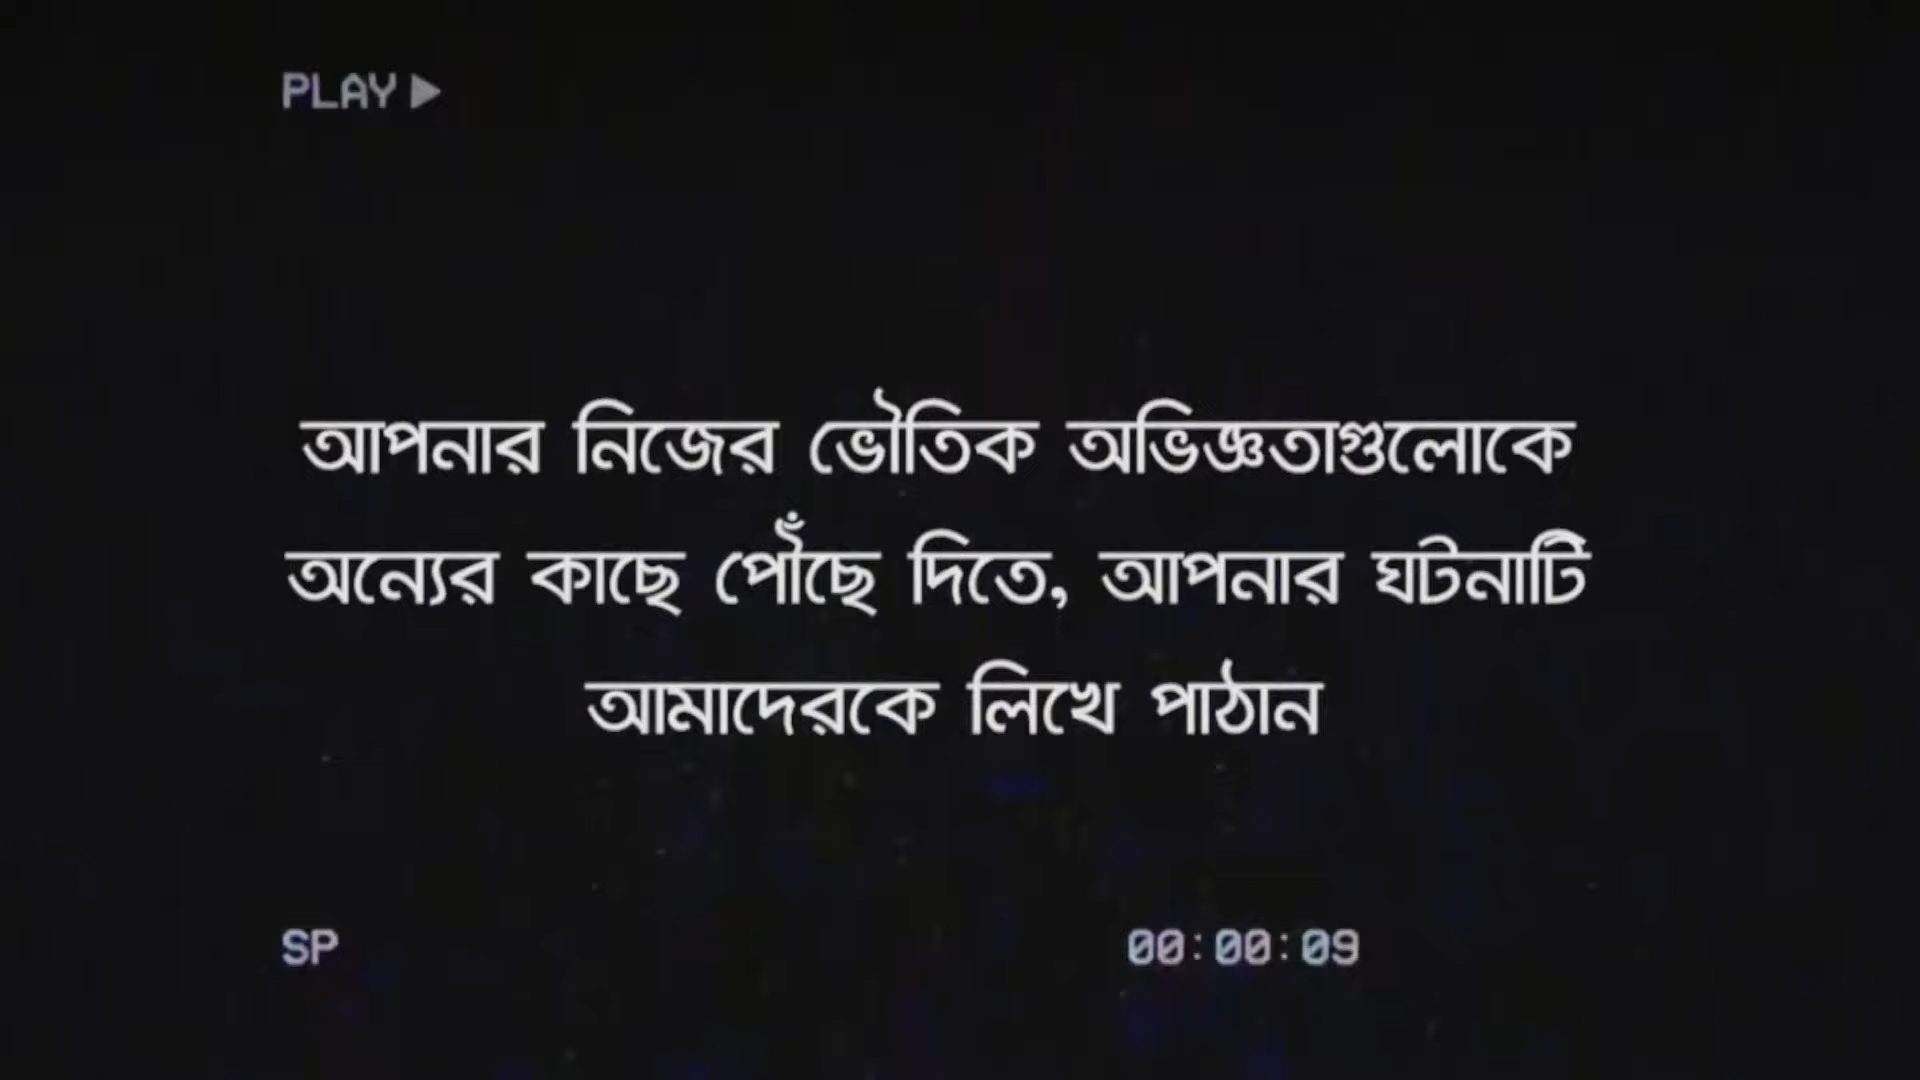 PLAY ▶
আপনার নিজের ভৌতিক অভিজ্ঞতাগুলোকে
অন্যের কাছে পৌঁছে দিতে, আপনার ঘটনাটি
আমাদেরকে লিখে পাঠান
SP 00:00:09